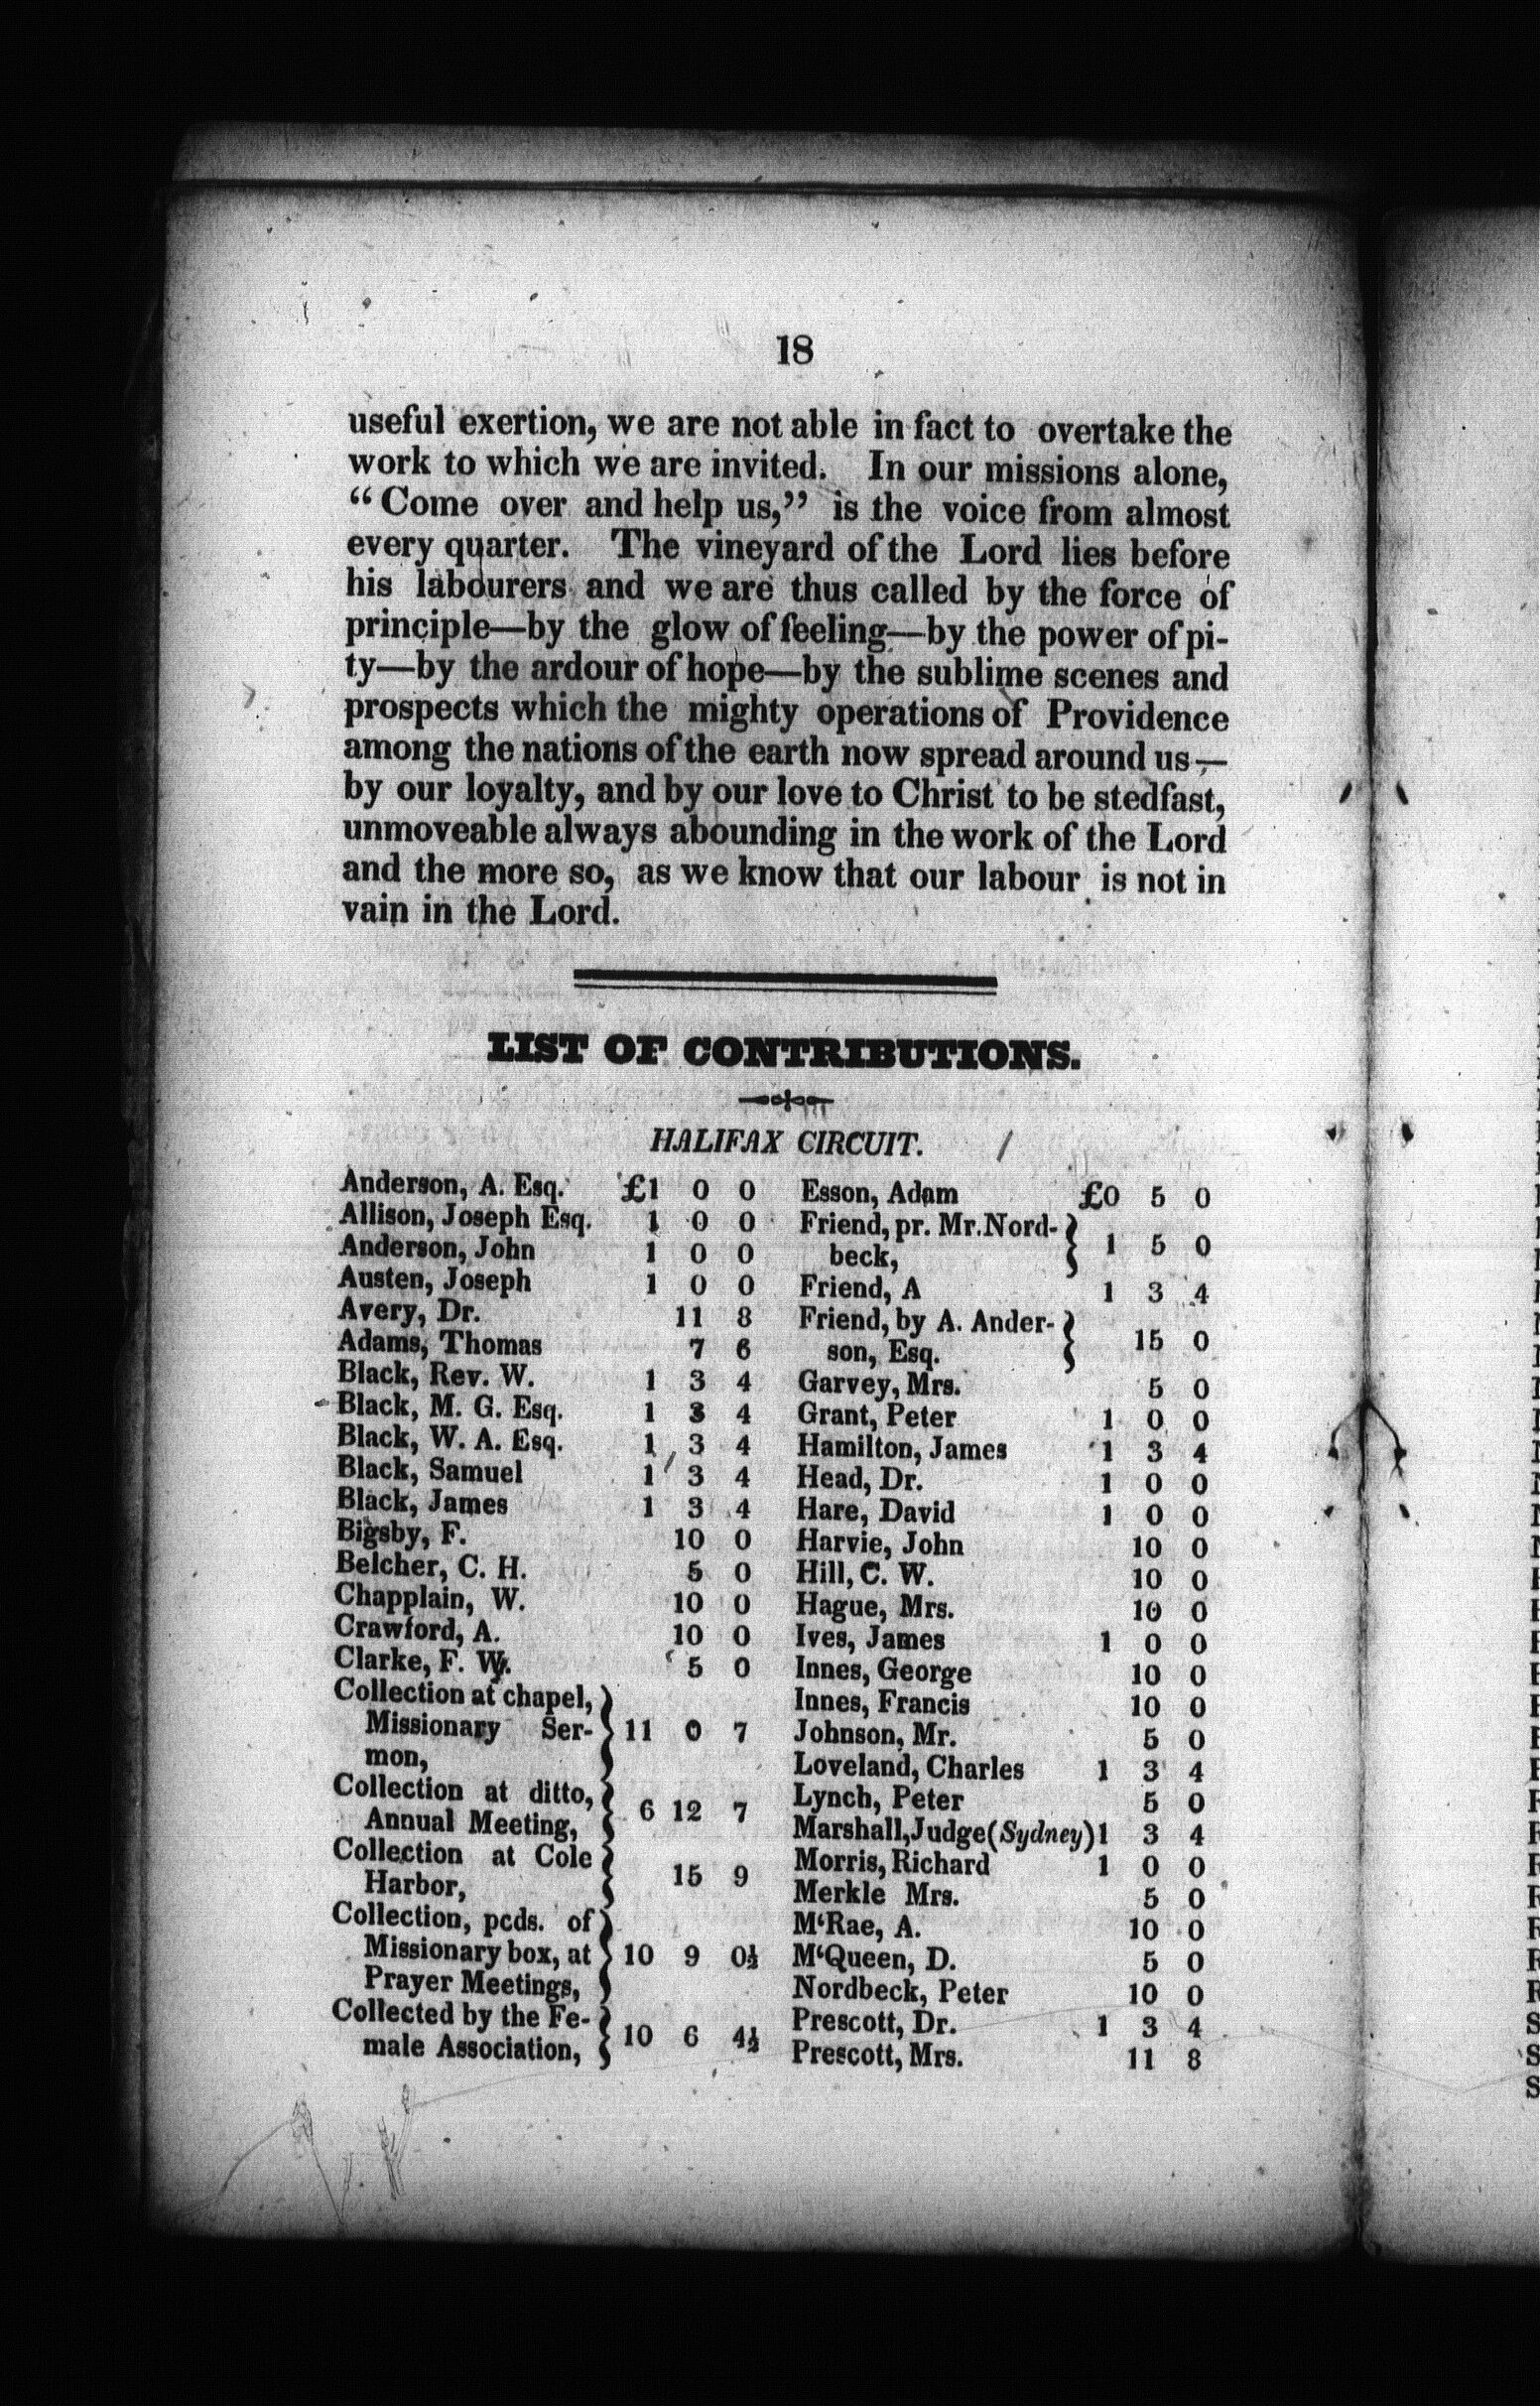 18
useful exertion, we are not able in fact to overtake the
work to which we are invited. In our missions alone,
“Come over and help us,” is the voice from almost
every quarter. The vineyard of the Lord lies before
his labourers and we are thus called by the force of
principle—by the glow of feeling—by the power of pi-
ty—by the ardour of hope—by the sublime scenes and
prospects which the mighty operations of Providence
among the nations of the earth now spread around us—
by our loyalty, and by our love to Christ to be stedfast,
unmoveable always abounding in the work of the Lord
and the more so, as we know that our labour is not in
vain in the Lord.
LIST OF CONTRIBUTIONS.
HALIFAX CIRCUIT.
Anderson, A. Esq. £1 0 0
Allison, Joseph Esq. 1 0 0
Anderson, John 1 0 0
Austen, Joseph 1 0 0
Avery, Dr. 11 8
Adams, Thomas 7 6
Black, Rev. W. 1 3 4
Black, M. G. Esq. 1 3 4
Black, W. A. Esq. 1 3 4
Black, Samuel 1 3 4
Black, James 1 3 4
Bigsby, F. 10 0
Belcher, C. H. 5 0
Chapplain, W. 10 0
Crawford, A. 10 0
Clarke, F. W. 5 0
Collection at chapel,
Missionary Ser- 11 0 7
mon,
Collection at ditto,
Annual Meeting, 6 12 7
Collection at Cole
Harbor, 15 9
Collection, pcds. of
Missionary box, at 10 9 0½
Prayer Meetings,
Collected by the Fe-
male Association, 10 6 4½
Esson, Adam £0 5 0
Friend, pr. Mr. Nord-
beck, 1 5 0
Friend, A 1 3 4
Friend, by A. Ander-
son, Esq. 15 0
Garvey, Mrs. 5 0
Grant, Peter 1 0 0
Hamilton, James 1 3 4
Head, Dr. 1 0 0
Hare, David 1 0 0
Harvie, John 10 0
Hill, C. W. 10 0
Hague, Mrs. 10 0
Ives, James 1 0 0
Innes, George 10 0
Innes, Francis 10 0
Johnson, Mr. 5 0
Loveland, Charles 1 3 4
Lynch, Peter 5 0
Marshall, Judge (Sydney) 1 3 4
Morris, Richard 1 0 0
Merkle Mrs. 5 0
M‘Rae, A. 10 0
M‘Queen, D. 5 0
Nordbeck, Peter 10 0
Prescott, Dr. 1 3 4
Prescott, Mrs. 11 8